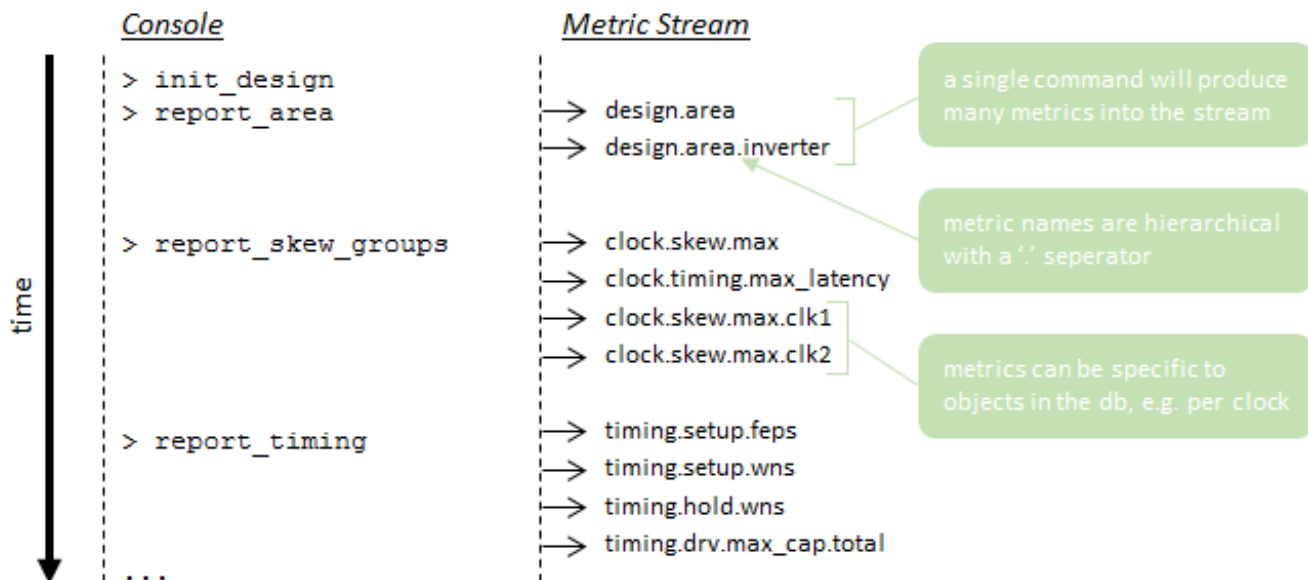 Console
Metric Stream
time
> init_design
> report_area
design.area
design.area.inverter
a single command will produce
many metrics into the stream
metric names are hierarchical
with a ‘.’ seperator
> report_skew_groups
clock.skew.max
clock.timing.max_latency
clock.skew.max.clk1
clock.skew.max.clk2
metrics can be specific to
objects in the db, e.g. per clock
> report_timing
timing.setup.feps
timing.setup.wns
timing.hold.wns
timing.drv.max_cap.total
...